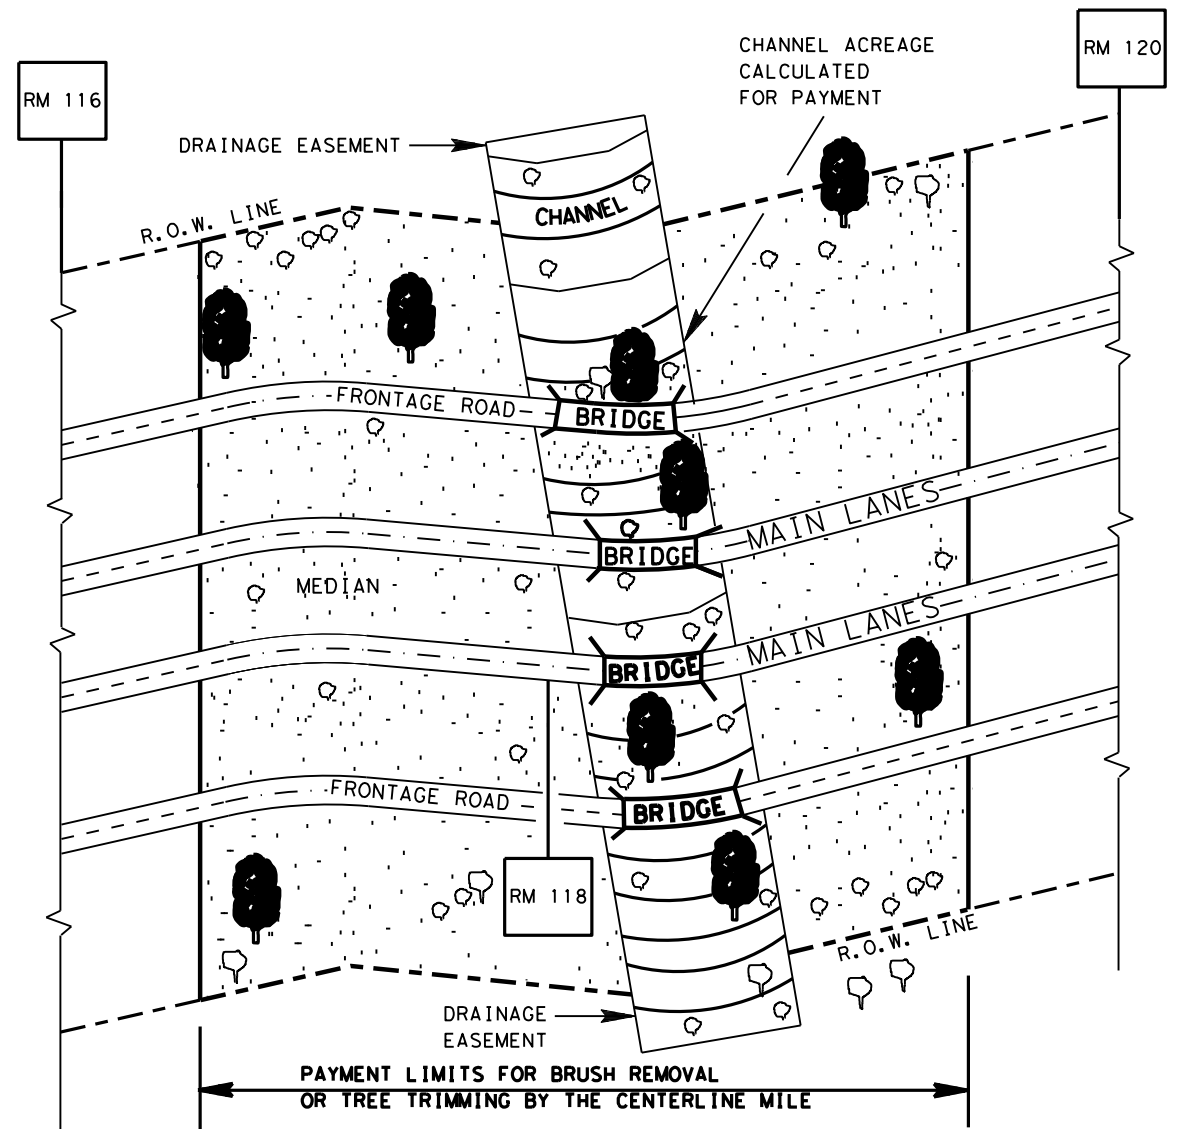 CHANNEL ACREAGE
CALCULATED
FOR PAYMENT
RM 120
RM 116
DRAINAGE EASEMENT
R.O.W. LINE
CHANNEL
FRONTAGE ROAD
BRIDGE
MAIN LANES
BRIDGE
MEDIAN
MAIN LANES
BRIDGE
FRONTAGE ROAD
BRIDGE
RM 118
R.O.W. LINE
DRAINAGE
EASEMENT
PAYMENT LIMITS FOR BRUSH REMOVAL
OR TREE TRIMMING BY THE CENTERLINE MILE